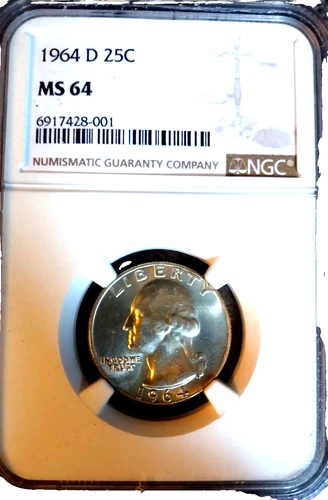 1964 D 25C
MS 64
6917428-001
NUMISMATIC GUARANTY COMPANY NGC
LIBERTY
IN GOD WE
TRUST
1964